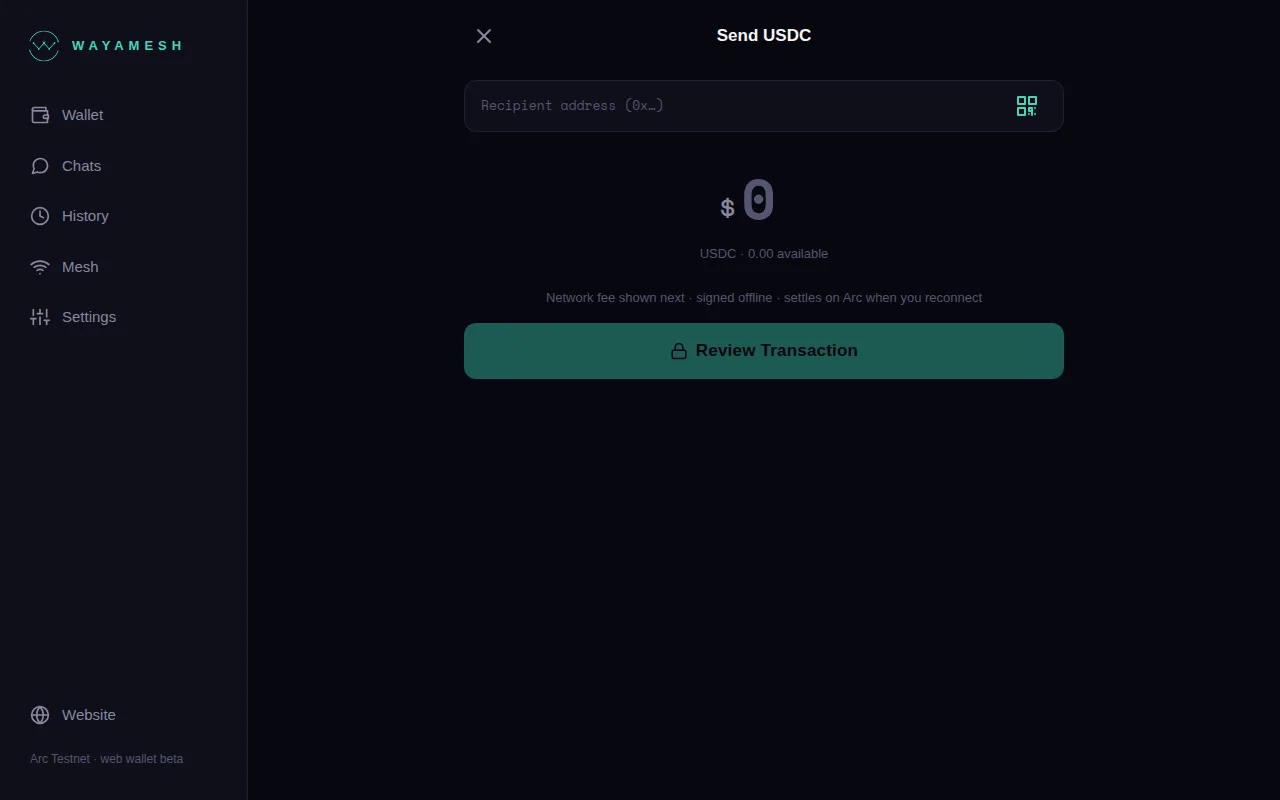 WAYAMESH
Wallet
Chats
History
Mesh
Settings
Website
Arc Testnet · web wallet beta
Send USDC
Recipient address (0x…)
$ 0
USDC · 0.00 available
Network fee shown next · signed offline · settles on Arc when you reconnect
Review Transaction